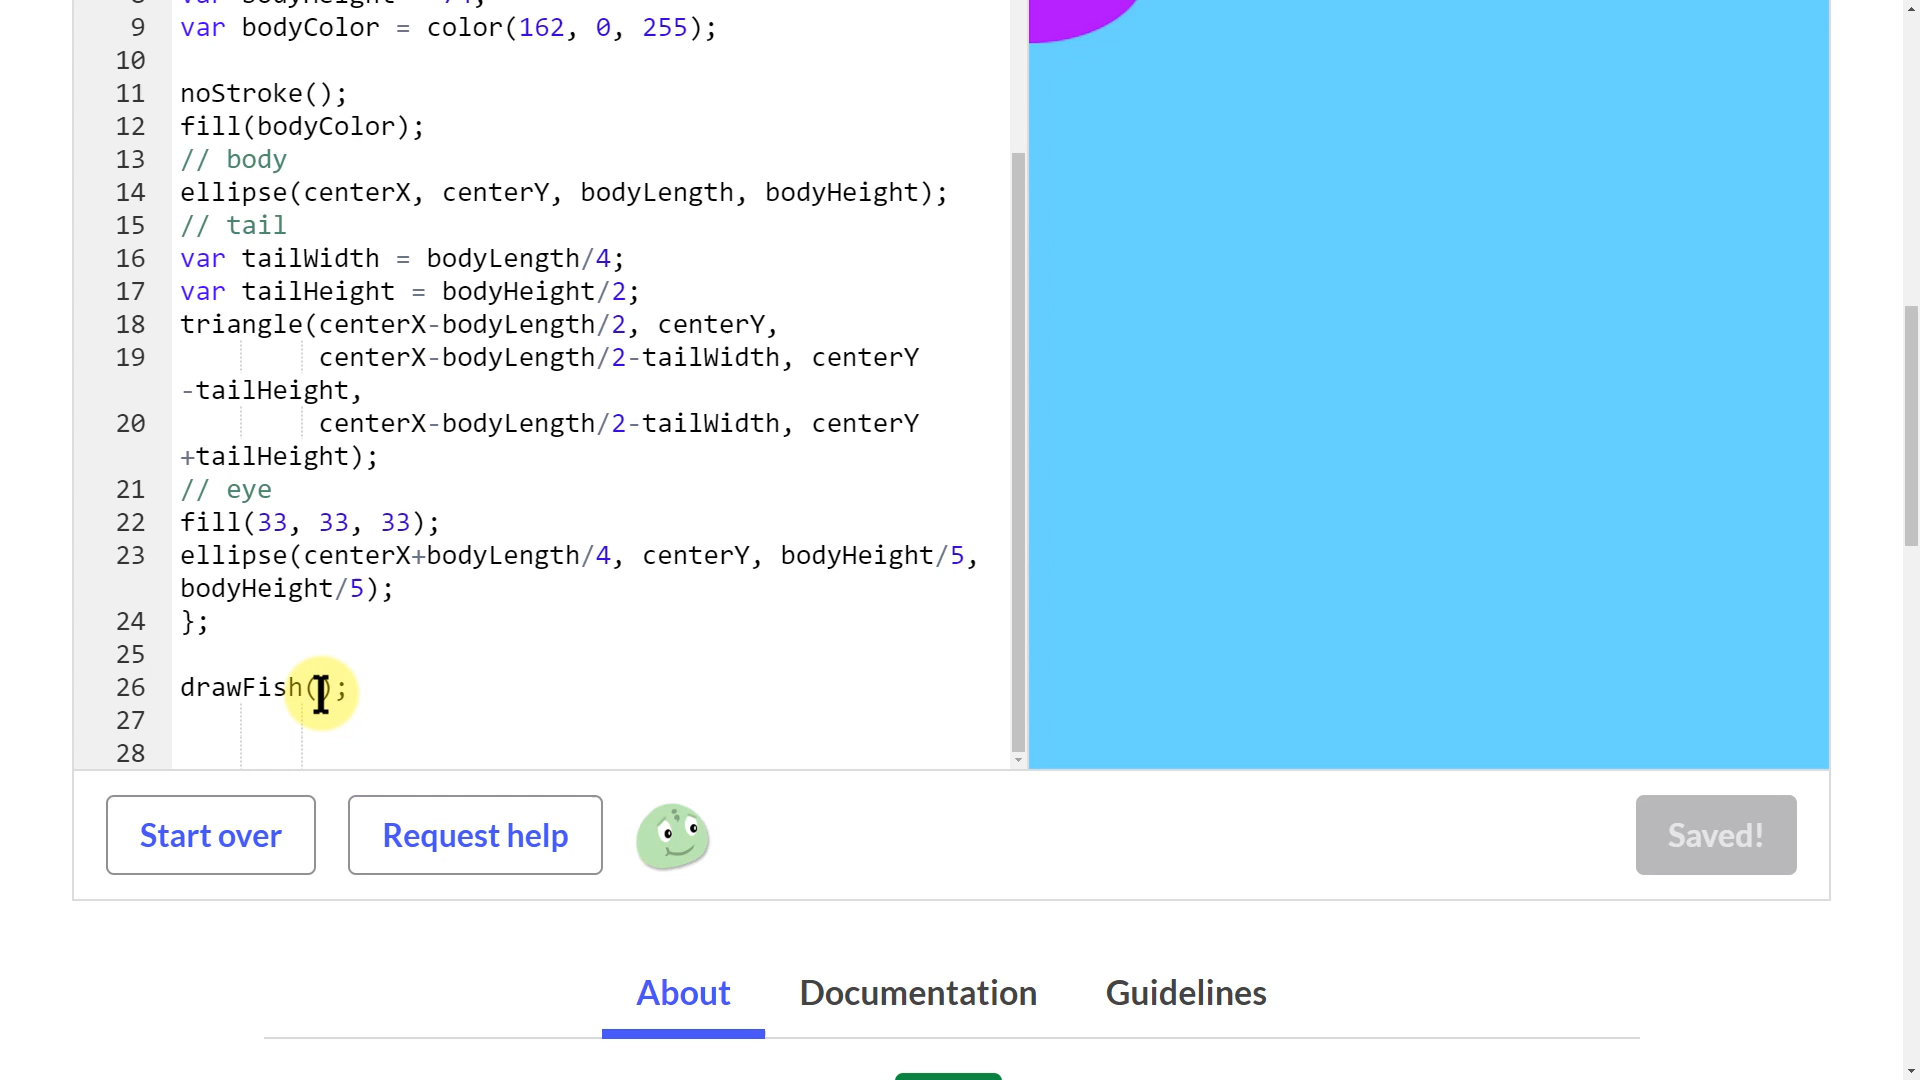 9 var bodyColor = color(162, 0, 255);
10
11 noStroke();
12 fill(bodyColor);
13 // body
14 ellipse(centerX, centerY, bodyLength, bodyHeight);
15 // tail
16 var tailWidth = bodyLength/4;
17 var tailHeight = bodyHeight/2;
18 triangle(centerX-bodyLength/2, centerY,
19 centerX-bodyLength/2-tailWidth, centerY
-tailHeight,
20 centerX-bodyLength/2-tailWidth, centerY
+tailHeight);
21 // eye
22 fill(33, 33, 33);
23 ellipse(centerX+bodyLength/4, centerY, bodyHeight/5,
bodyHeight/5);
24 };
25
26 drawFish();
27
28
Start over Request help Saved!
About Documentation Guidelines